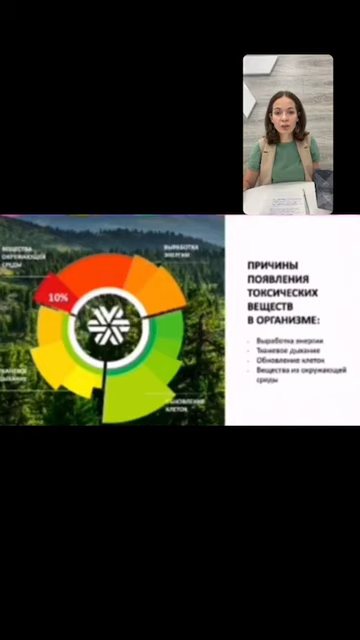 ВЕЩЕСТВА
ОКРУЖАЮЩЕЙ
СРЕДЫ
ВЫРАБОТКА
ЭНЕРГИИ
10%
КЛЕТОК
ПРИЧИНЫ
ПОЯВЛЕНИЯ
ТОКСИЧЕСКИХ
ВЕЩЕСТВ
В ОРГАНИЗМЕ:
- Выработка энергии
- Тканевое дыхание
- Обновление клеток
- Вещества из окружающей
среды